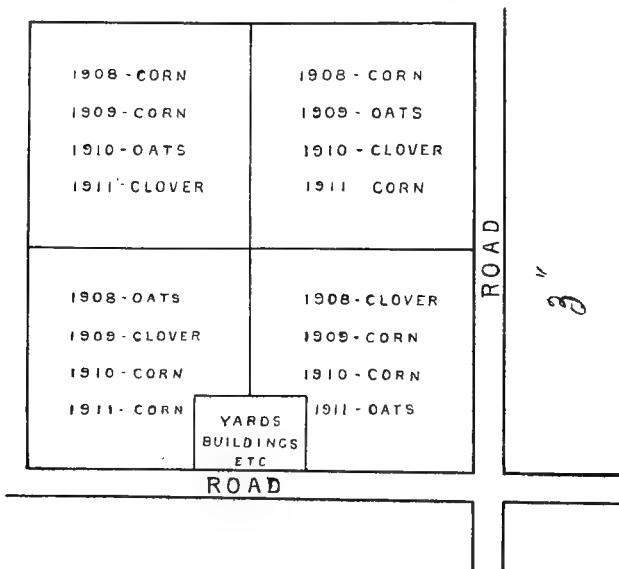 1908-CORN
1909-CORN
1910-OATS
1911-CLOVER
1908-CORN
1909-OATS
1910-CLOVER
1911 CORN
ROAD
3"
1908-OATS
1909-CLOVER
1910-CORN
1911-CORN
1908-CLOVER
1909-CORN
1910-CORN
1911-OATS
YARDS
BUILDINGS
ETC
ROAD